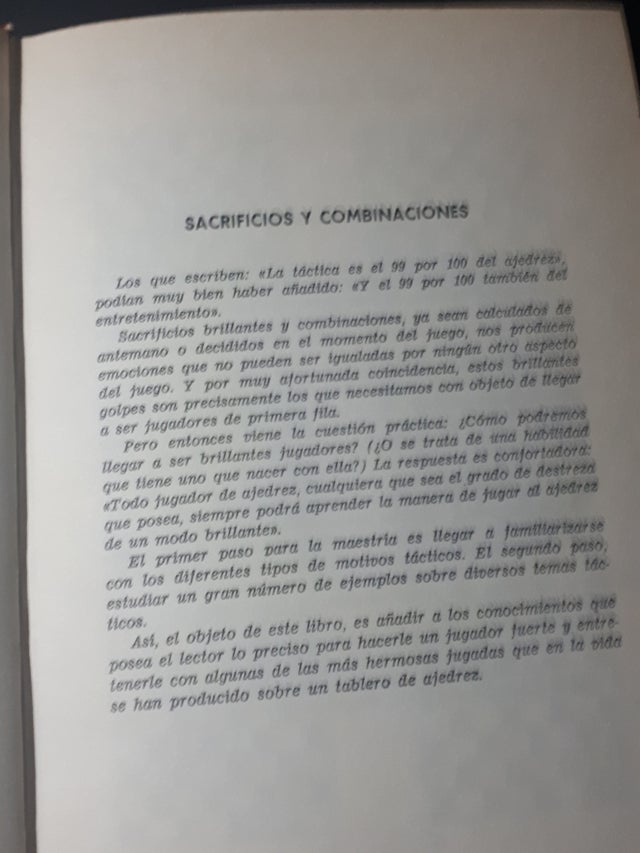 SACRIFICIOS Y COMBINACIONES
Los que escriben: «La táctica es el 99 por 100 del ajedrez»,
podían muy bien haber añadido: «Y el 99 por 100 también del
entretenimiento».
Sacrificios brillantes y combinaciones, ya sean calculados de
antemano o decididos en el momento del juego, nos producen
emociones que no pueden ser igualadas por ningún otro aspecto
del juego. Y por muy afortunada coincidencia, estos brillantes
golpes son precisamente los que necesitamos con objeto de llegar
a ser jugadores de primera fila.
Pero entonces viene la cuestión práctica: ¿Cómo podremos
llegar a ser brillantes jugadores? (¿O se trata de una habilidad
que tiene uno que nacer con ella?) La respuesta es confortadora:
«Todo jugador de ajedrez, cualquiera que sea el grado de destreza
que posea, siempre podrá aprender la manera de jugar al ajedrez
de un modo brillante».
El primer paso para la maestría es llegar a familiarizarse
con los diferentes tipos de motivos tácticos. El segundo paso,
estudiar un gran número de ejemplos sobre diversos temas tác-
ticos.
Así, el objeto de este libro, es añadir a los conocimientos que
posea el lector lo preciso para hacerle un jugador fuerte y entre-
tenerle con algunas de las más hermosas jugadas que en la vida
se han producido sobre un tablero de ajedrez.